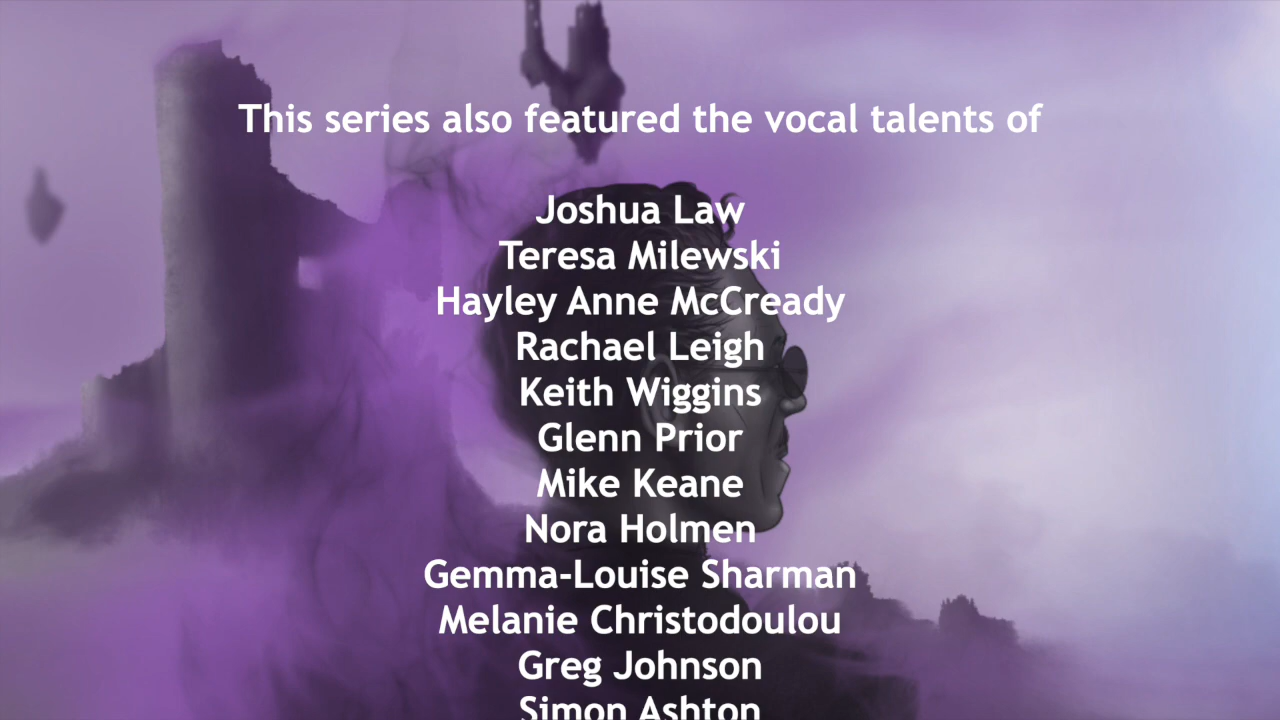 This series also featured the vocal talents of
Joshua Law
Teresa Milewski
Hayley Anne McCready
Rachael Leigh
Keith Wiggins
Glenn Prior
Mike Keane
Nora Holmen
Gemma-Louise Sharman
Melanie Christodoulou
Greg Johnson
Simon Ashton